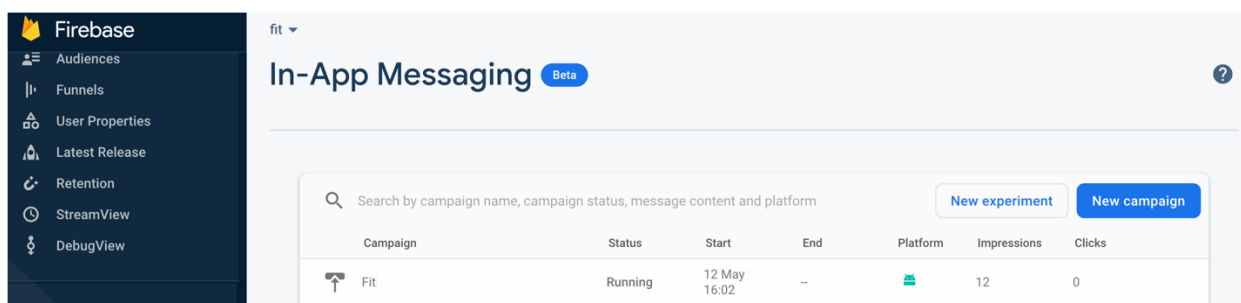 Firebase
Audiences
Funnels
User Properties
Latest Release
Retention
StreamView
DebugView
fit
In-App Messaging Beta
?
Search by campaign name, campaign status, message content and platform
New experiment
New campaign
Campaign Status Start End Platform Impressions Clicks
Fit Running 12 May 16:02 -- 12 0